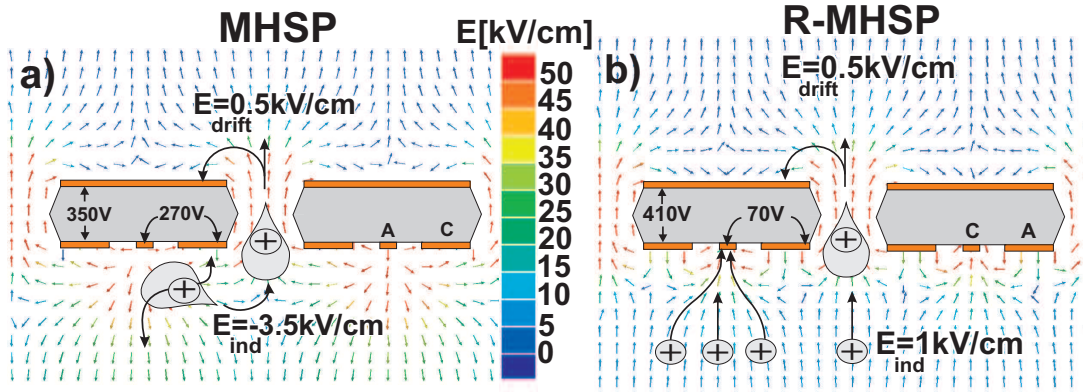 MHSP
R-MHSP
a)
E[kV/cm]
b)
E=0.5kV/cm
drift
50
45
40
35
30
25
20
15
10
5
0
E=0.5kV/cm
drift
350V
270V
A
C
+
+
E=-3.5kV/cm
ind
410V
70V
C
A
+
+
+
+
+
E=1kV/cm
ind